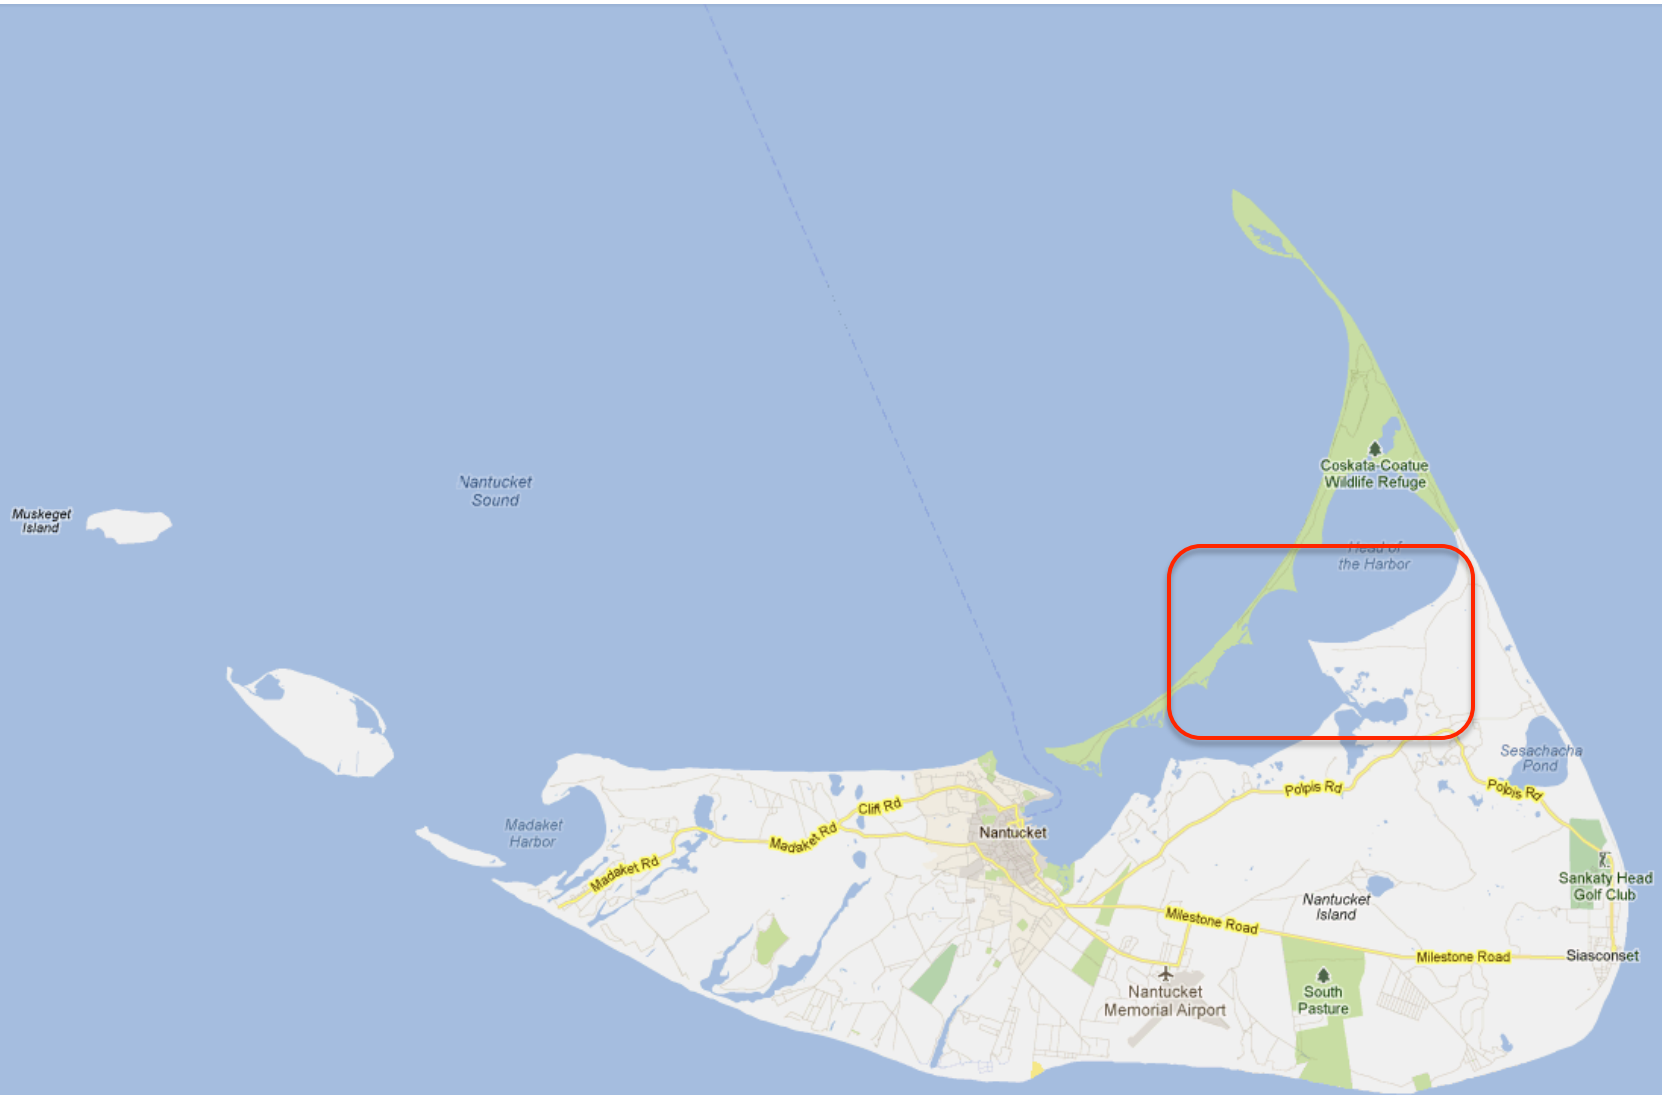 Coskata-Coatue
Wildlife Refuge
Nantucket
Sound
Muskeget
Island
Head of
the Harbor
Sesachacha
Pond
Polpis Rd
Polpis Rd
Madaket
Harbor
Cliff Rd
Madaket Rd
Madaket Rd
Nantucket
Sankaty Head
Golf Club
Nantucket
Island
Milestone Road
Milestone Road
Siasconset
Nantucket
Memorial Airport
South
Pasture